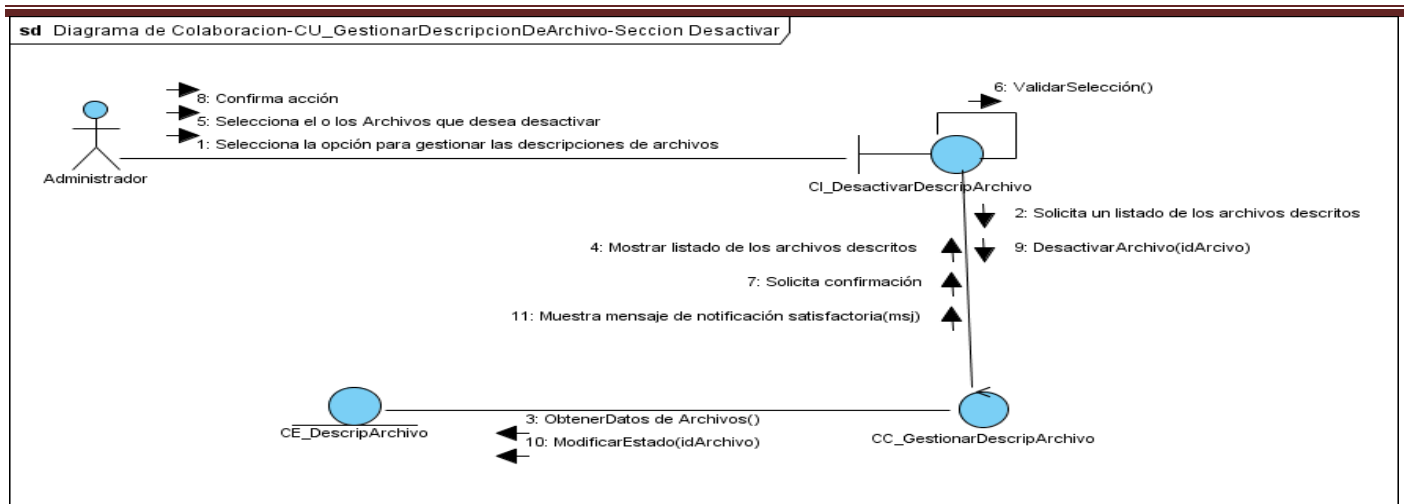 sd Diagrama de Colaboracion-CU_GestionarDescripcionDeArchivo-Seccion Desactivar
6: ValidarSelección()
8: Confirma acción
5: Selecciona el o los Archivos que desea desactivar
1: Selecciona la opción para gestionar las descripciones de archivos
Administrador
CI_DesactivarDescripArchivo
2: Solicita un listado de los archivos descritos
4: Mostrar listado de los archivos descritos
9: DesactivarArchivo(idArcivo)
7: Solicita confirmación
11: Muestra mensaje de notificación satisfactoria(msj)
3: ObtenerDatos de Archivos()
CE_DescripArchivo
10: ModificarEstado(idArchivo)
CC_GestionarDescripArchivo